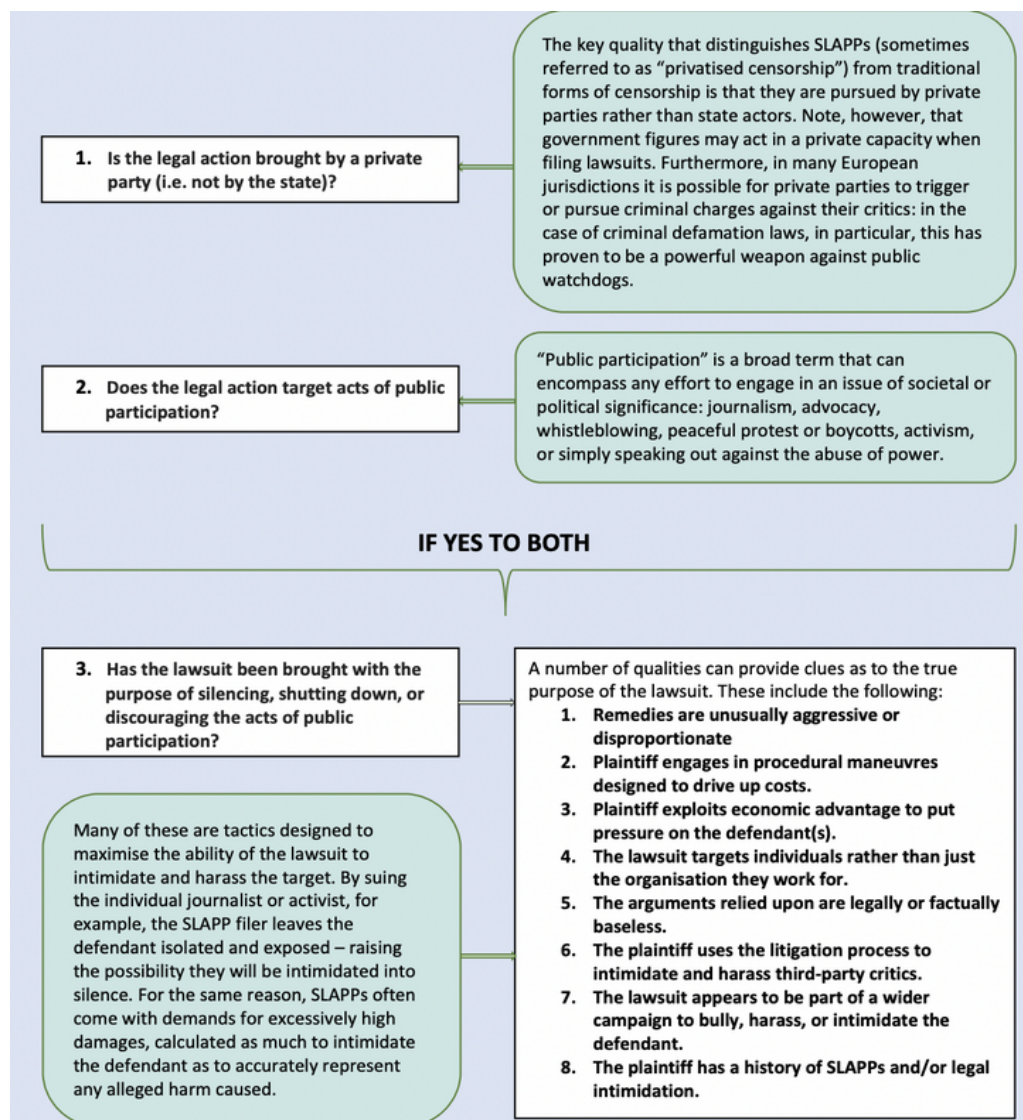 The key quality that distinguishes SLAPPs (sometimes
referred to as “privatised censorship”) from traditional
forms of censorship is that they are pursued by private
parties rather than state actors. Note, however, that
government figures may act in a private capacity when
filing lawsuits. Furthermore, in many European
jurisdictions it is possible for private parties to trigger
or pursue criminal charges against their critics: in the
case of criminal defamation laws, in particular, this has
proven to be a powerful weapon against public
watchdogs.
1. Is the legal action brought by a private
party (i.e. not by the state)?
2. Does the legal action target acts of public
participation?
“Public participation” is a broad term that can
encompass any effort to engage in an issue of societal or
political significance: journalism, advocacy,
whistleblowing, peaceful protest or boycotts, activism,
or simply speaking out against the abuse of power.
IF YES TO BOTH
3. Has the lawsuit been brought with the
purpose of silencing, shutting down, or
discouraging the acts of public
participation?
A number of qualities can provide clues as to the true
purpose of the lawsuit. These include the following:
1. Remedies are unusually aggressive or
disproportionate
2. Plaintiff engages in procedural maneuvres
designed to drive up costs.
3. Plaintiff exploits economic advantage to put
pressure on the defendant(s).
4. The lawsuit targets individuals rather than just
the organisation they work for.
5. The arguments relied upon are legally or factually
baseless.
6. The plaintiff uses the litigation process to
intimidate and harass third-party critics.
7. The lawsuit appears to be part of a wider
campaign to bully, harass, or intimidate the
defendant.
8. The plaintiff has a history of SLAPPs and/or legal
intimidation.
Many of these are tactics designed to
maximise the ability of the lawsuit to
intimidate and harass the target. By suing
the individual journalist or activist, for
example, the SLAPP filer leaves the
defendant isolated and exposed – raising
the possibility they will be intimidated into
silence. For the same reason, SLAPPs often
come with demands for excessively high
damages, calculated as much to intimidate
the defendant as to accurately represent
any alleged harm caused.